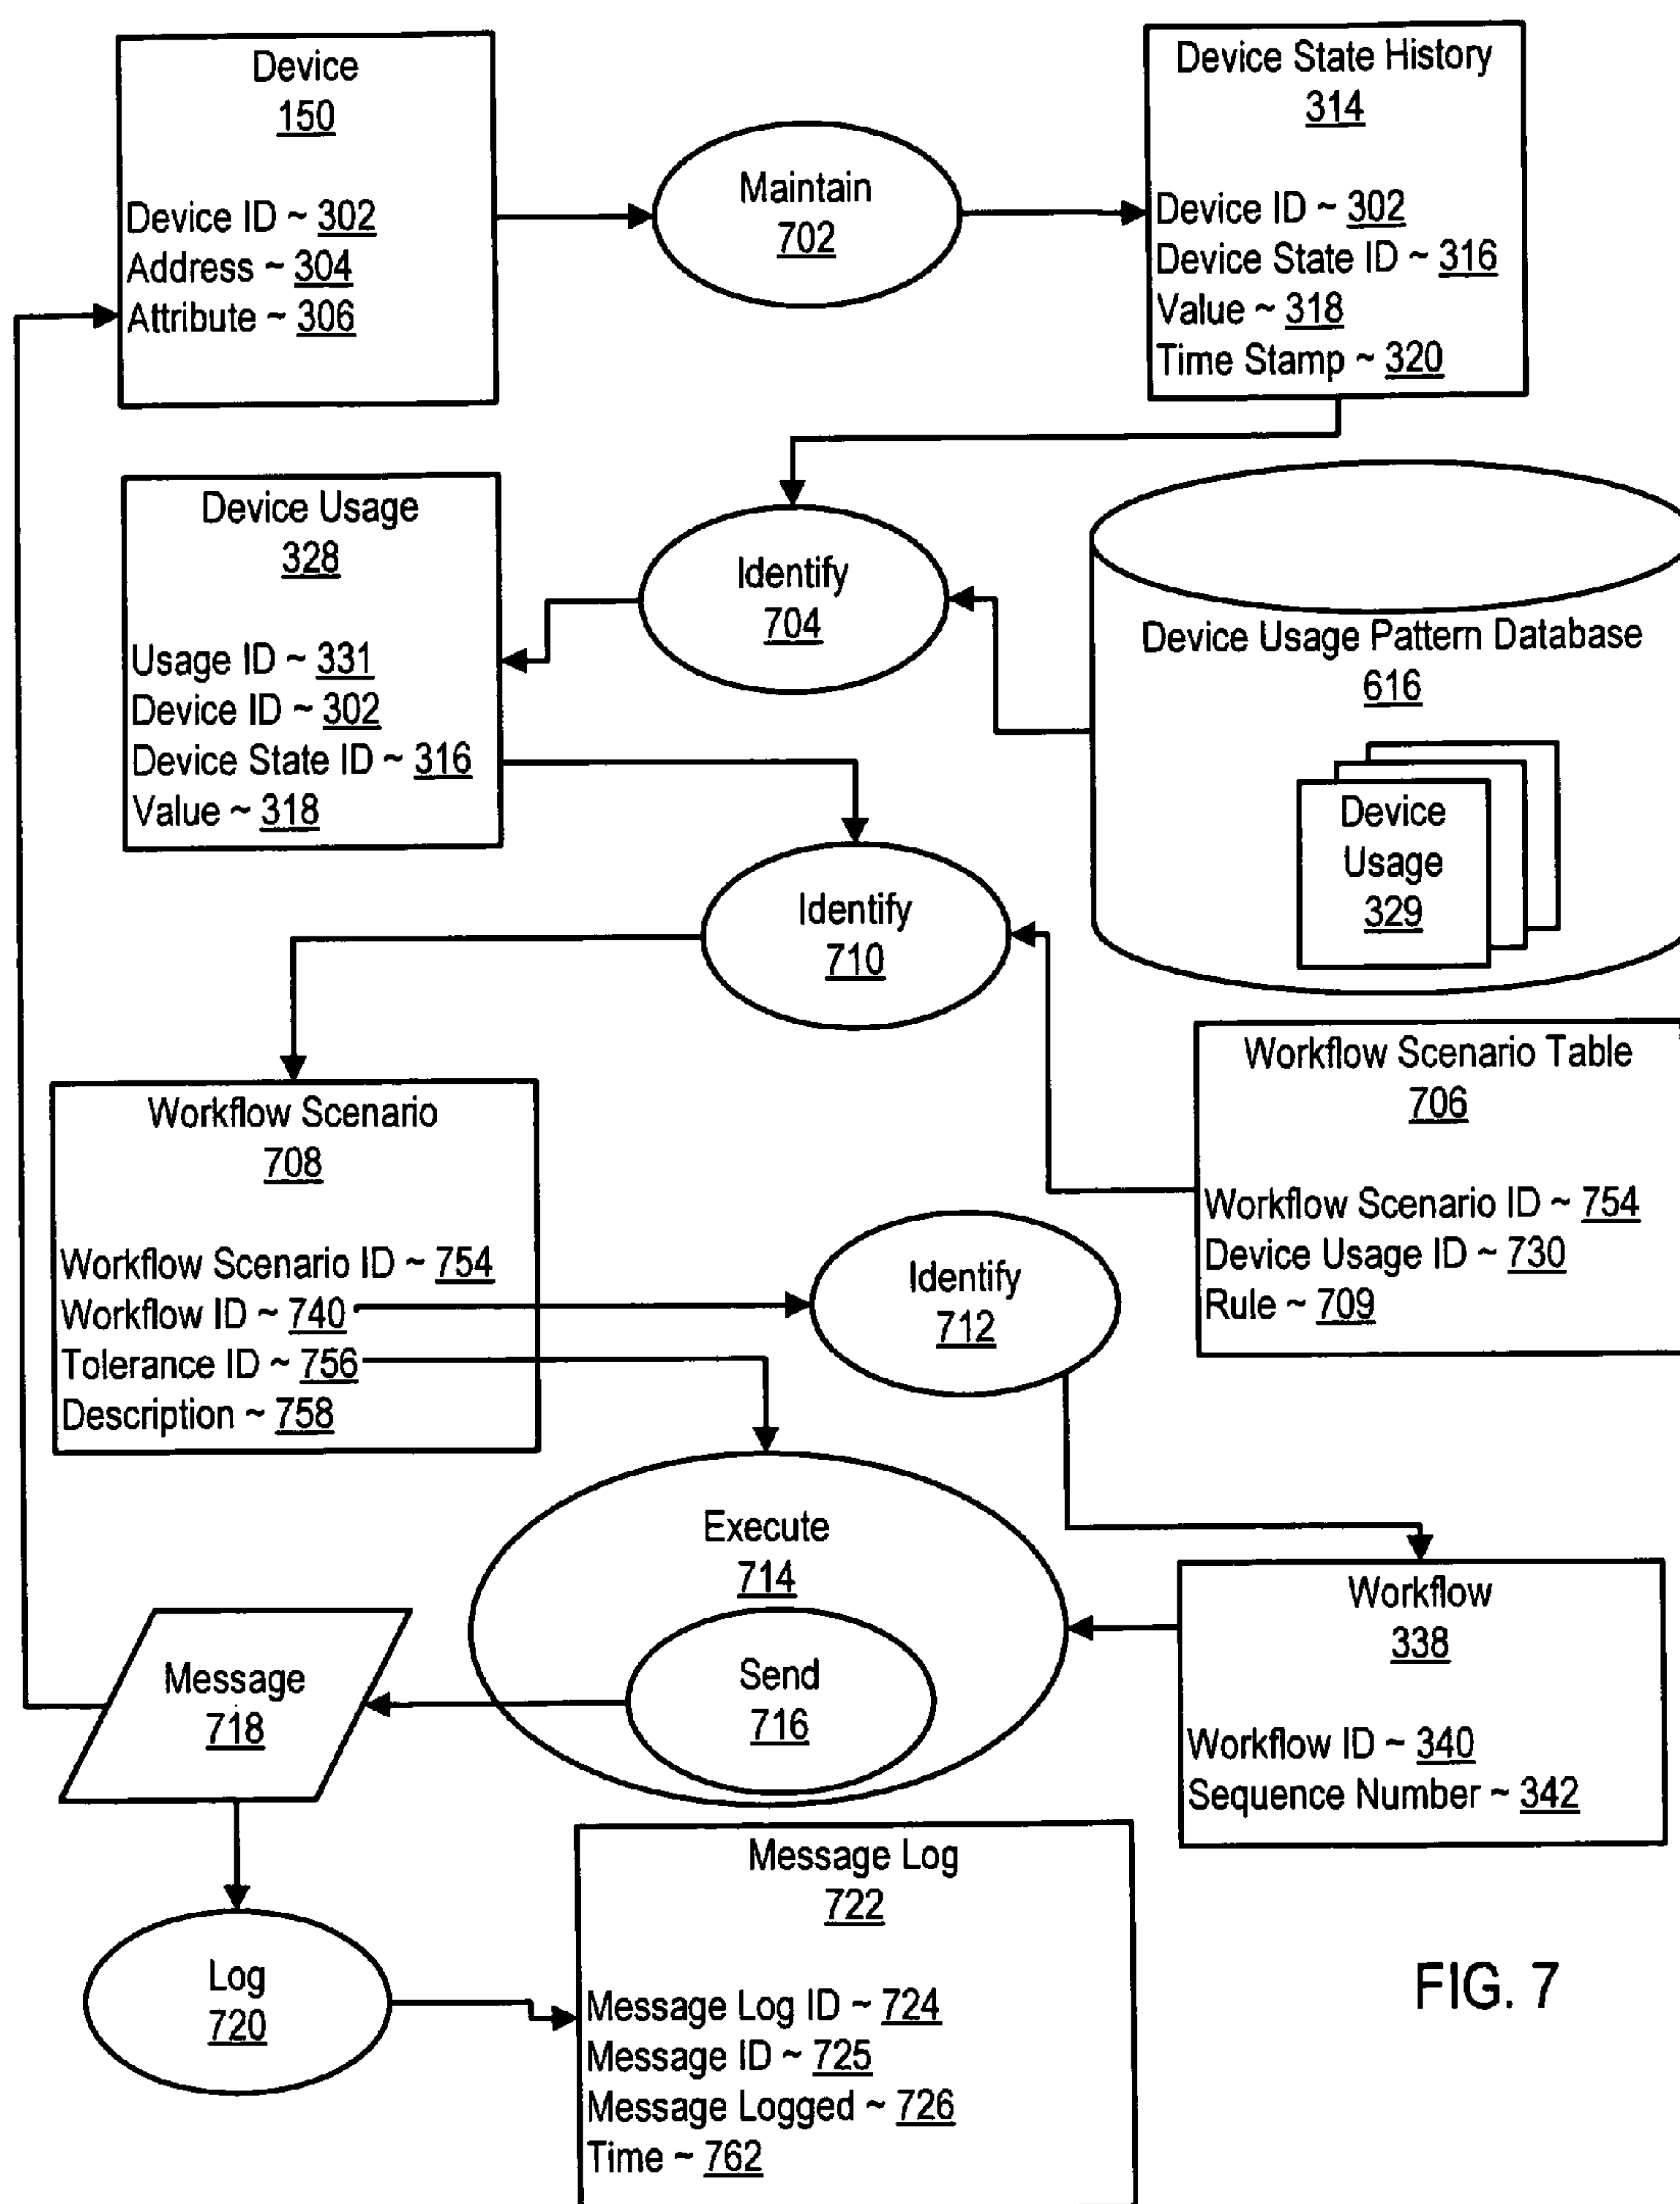 Device
150
Device ID ~ 302
Address ~ 304
Attribute ~ 306
Maintain
702
Device State History
314
Device ID ~ 302
Device State ID ~ 316
Value ~ 318
Time Stamp ~ 320
Device Usage
328
Usage ID ~ 331
Device ID ~ 302
Device State ID ~ 316
Value ~ 318
Identify
704
Device Usage Pattern Database
616
Device
Usage
329
Identify
710
Workflow Scenario Table
706
Workflow Scenario ID ~ 754
Device Usage ID ~ 730
Rule ~ 709
Workflow Scenario
708
Workflow Scenario ID ~ 754
Workflow ID ~ 740
Tolerance ID ~ 756
Description ~ 758
Identify
712
Execute
714
Send
716
Workflow
338
Workflow ID ~ 340
Sequence Number ~ 342
Message
718
Log
720
Message Log
722
Message Log ID ~ 724
Message ID ~ 725
Message Logged ~ 726
Time ~ 762
FIG. 7